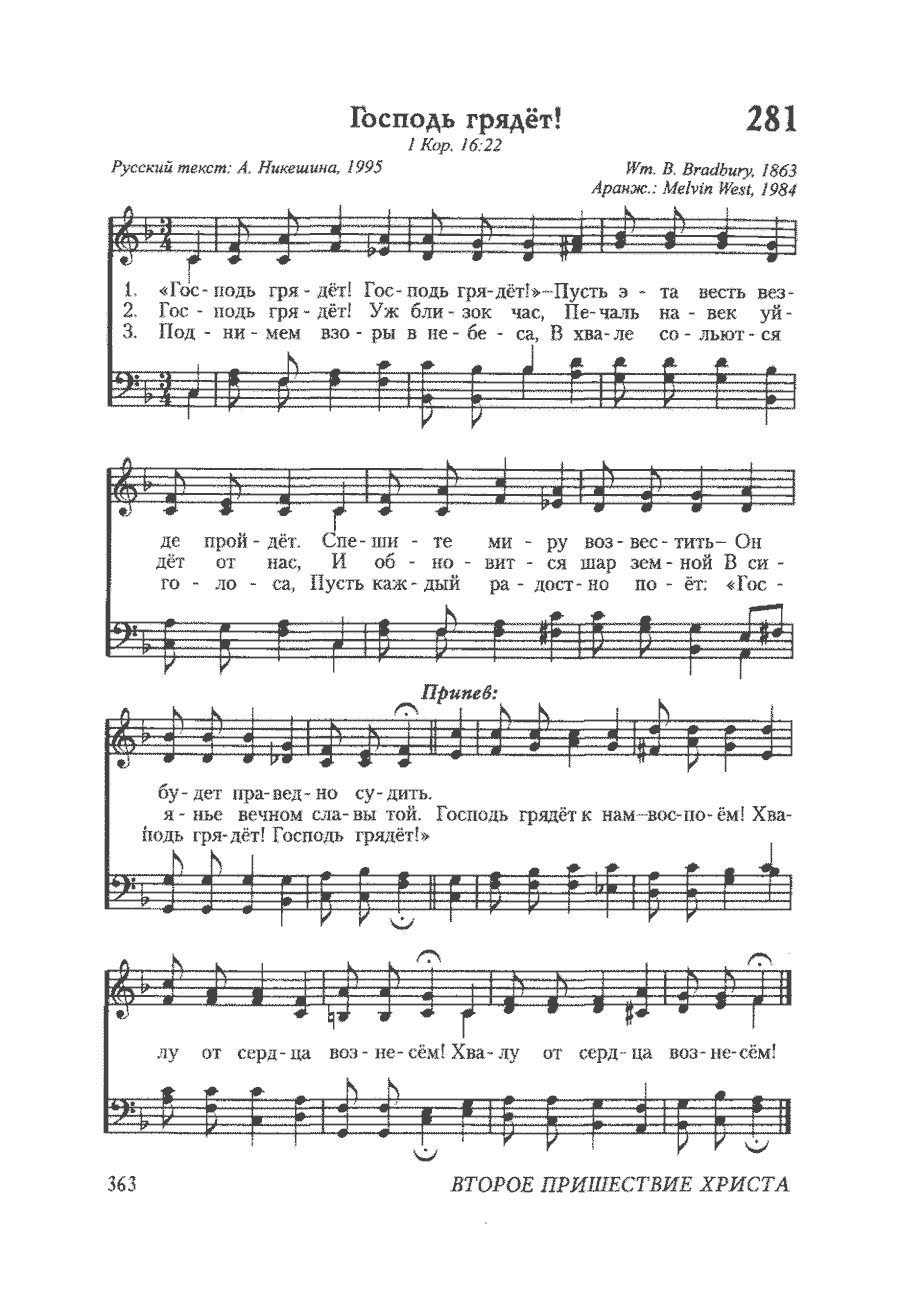 Господь грядёт! 281
1 Кор. 16:22
Русский текст: А. Никешина, 1995 Wm. B. Bradbury, 1863
Аранж.: Melvin West, 1984
1. «Гос- подь гря - дёт! Гос- подь гря-дёт!»–Пусть э - та весть вез-
2. Гос - подь гря - дёт! Уж бли - зок час, Пе-чаль на - век уй-
3. Под - ни - мем взо - ры в не - бе - са, В хва-ле со - льют - ся
де прой - дёт. Спе- ши - те ми - ру воз - вес - тить– Он
дёт от нас, И об - но - вит - ся шар зем - ной В си -
го - ло - са, Пусть каж - дый ра - дост - но по - ёт: «Гос -
Припев:
бу- дет пра- вед - но су - дить.
я - нье вечном сла- вы той. Господь грядёт к нам–вос-по- ём! Хва-
подь гря- дёт! Господь грядёт!»
лу от серд- ца воз - не- сём! Хва- лу от серд- ца воз- не-сём!
363 ВТОРОЕ ПРИШЕСТВИЕ ХРИСТА